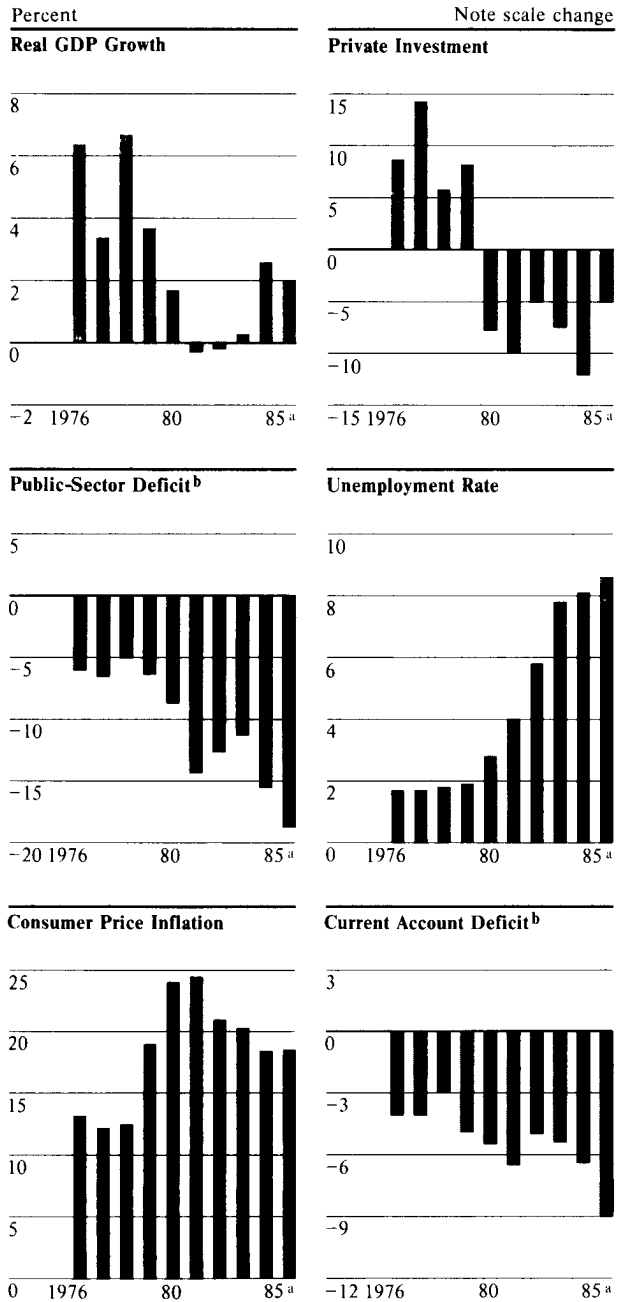 Percent
Note scale change
Real GDP Growth
8
6
4
2
0
−2 1976 80 85 a
Private Investment
15
10
5
0
−5
−10
−15 1976 80 85 a
Public-Sector Deficit b
5
0
−5
−10
−15
−20 1976 80 85 a
Unemployment Rate
10
8
6
4
2
0 1976 80 85 a
Consumer Price Inflation
25
20
15
10
5
0 1976 80 85 a
Current Account Deficit b
3
0
−3
−6
−9
−12 1976 80 85 a